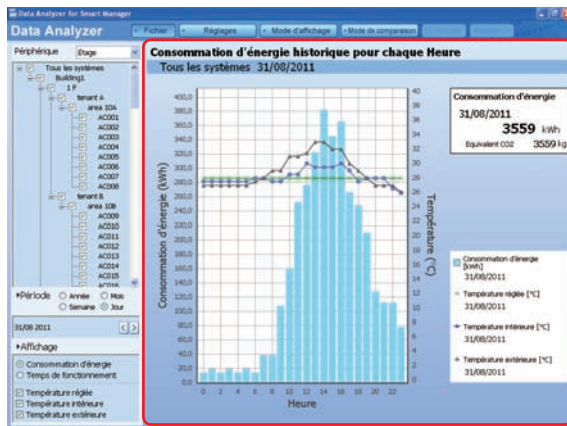 Data Analyzer for Smart Manager
Data Analyzer
Fichier
Réglages
Mode d'affichage
Mode de comparaison
Périphérique
Étage
Tous les systèmes
Building1
1 F
tenant A
area 10A
AC001
AC002
AC003
AC004
AC005
AC006
AC007
AC008
tenant B
area 10B
AC009
AC010
AC011
AC012
AC013
AC014
AC015
AC016
Période
Année
Mois
Semaine
Jour
31/08 2011
Affichage
Consommation d'énergie
Temps de fonctionnement
Température réglée
Température intérieure
Température extérieure
Consommation d'énergie historique pour chaque Heure
Tous les systèmes 31/08/2011
Consommation d'énergie (kWh)
400,0
380,0
360,0
340,0
320,0
300,0
280,0
260,0
240,0
220,0
200,0
180,0
160,0
140,0
120,0
100,0
80,0
60,0
40,0
20,0
0,0
0 2 4 6 8 10 12 14 16 18 20 22
Heure
40
38
36
34
32
30
28
26
24
22
20
18
16
14
12
10
8
6
4
2
0
Température (°C)
Consommation d'énergie
31/08/2011
3559 kWh
Equivalent CO2 3559 kg
Consommation d'énergie
[kWh]
31/08/2011
Température réglée [°C]
31/08/2011
Température intérieure [°C]
31/08/2011
Température extérieure [°C]
31/08/2011